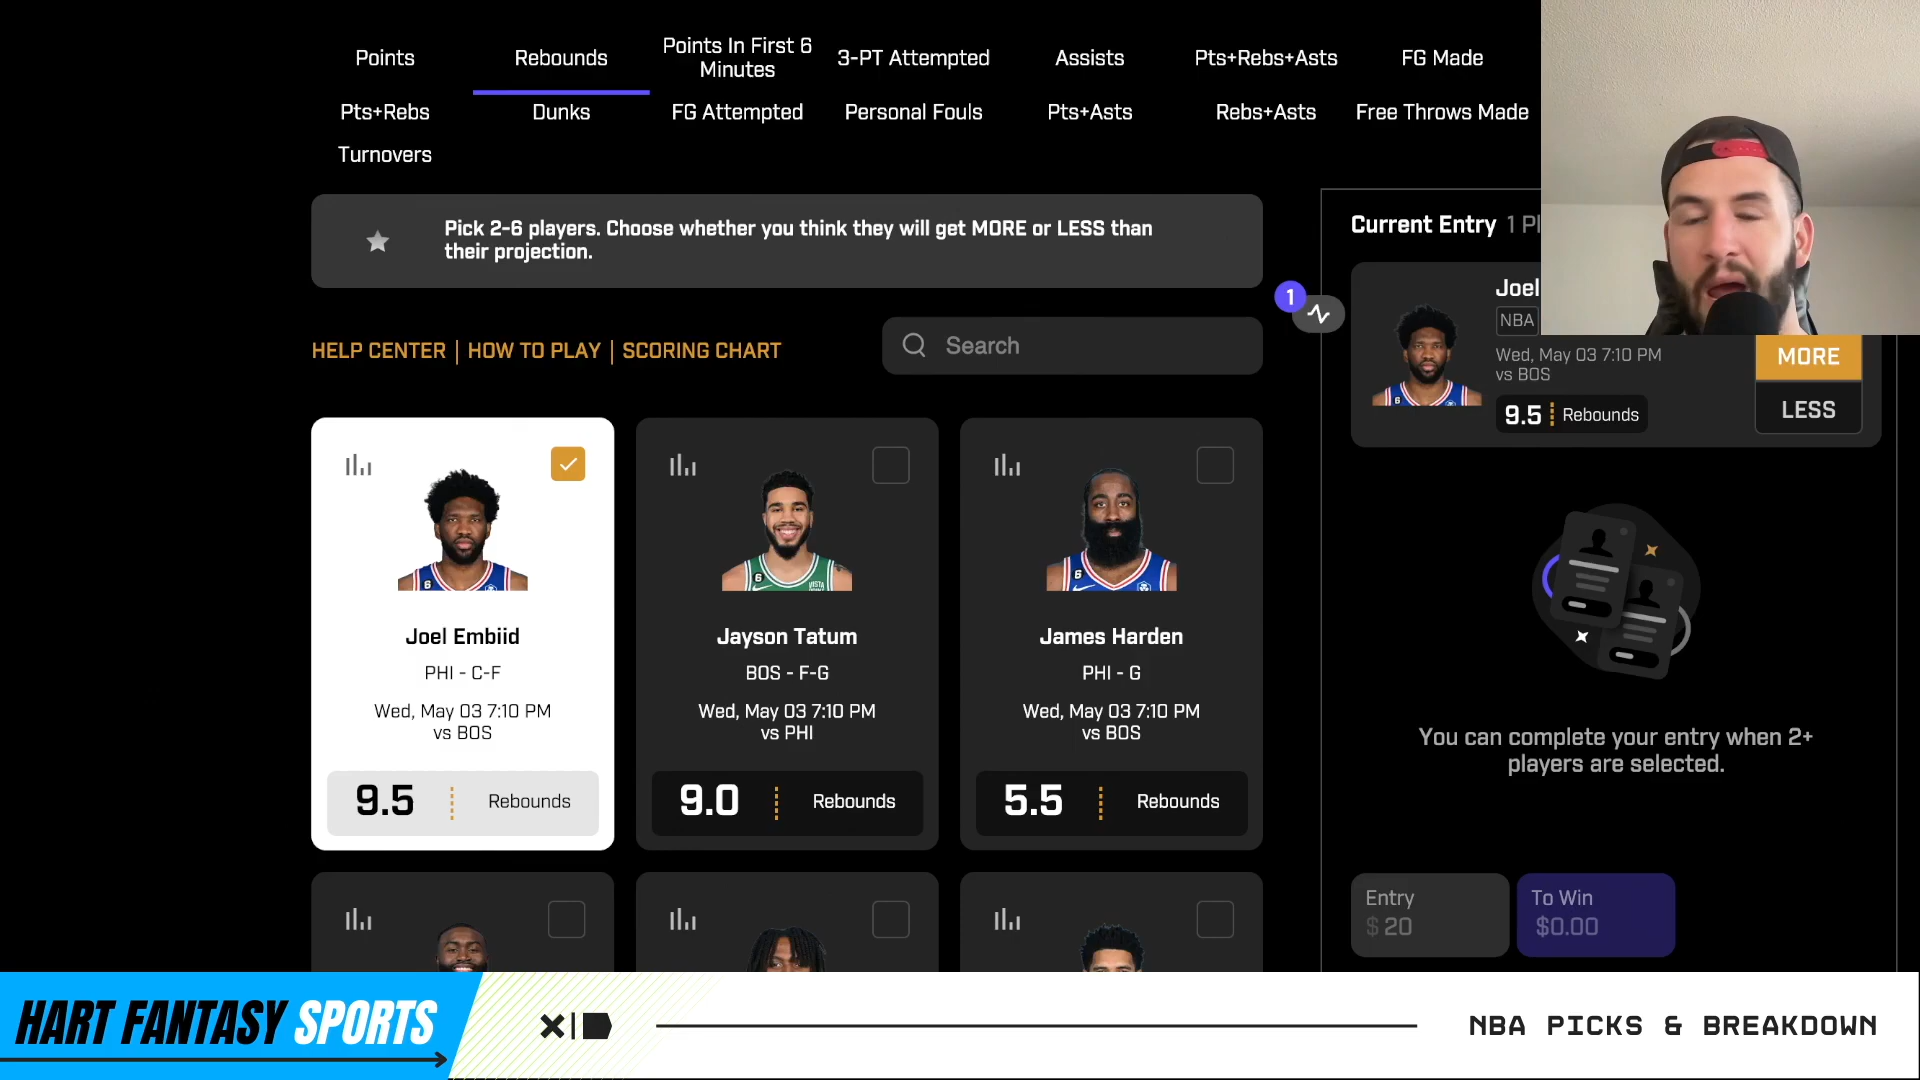 Points
Rebounds
Points In First 6
Minutes
3-PT Attempted
Assists
Pts+Rebs+Asts
FG Made
Pts+Rebs
Dunks
FG Attempted
Personal Fouls
Pts+Asts
Rebs+Asts
Free Throws Made
Turnovers
Pick 2-6 players. Choose whether you think they will get MORE or LESS than
their projection.
HELP CENTER | HOW TO PLAY | SCORING CHART
Search
Joel Embiid
PHI - C-F
Wed, May 03 7:10 PM
vs BOS
9.5 Rebounds
Jayson Tatum
BOS - F-G
Wed, May 03 7:10 PM
vs PHI
9.0 Rebounds
James Harden
PHI - G
Wed, May 03 7:10 PM
vs BOS
5.5 Rebounds
1
Current Entry 1 Pl
Joel
NBA
Wed, May 03 7:10 PM
vs BOS
9.5 Rebounds
MORE
LESS
You can complete your entry when 2+
players are selected.
Entry
$ 20
To Win
$0.00
HART FANTASY SPORTS
NBA PICKS & BREAKDOWN